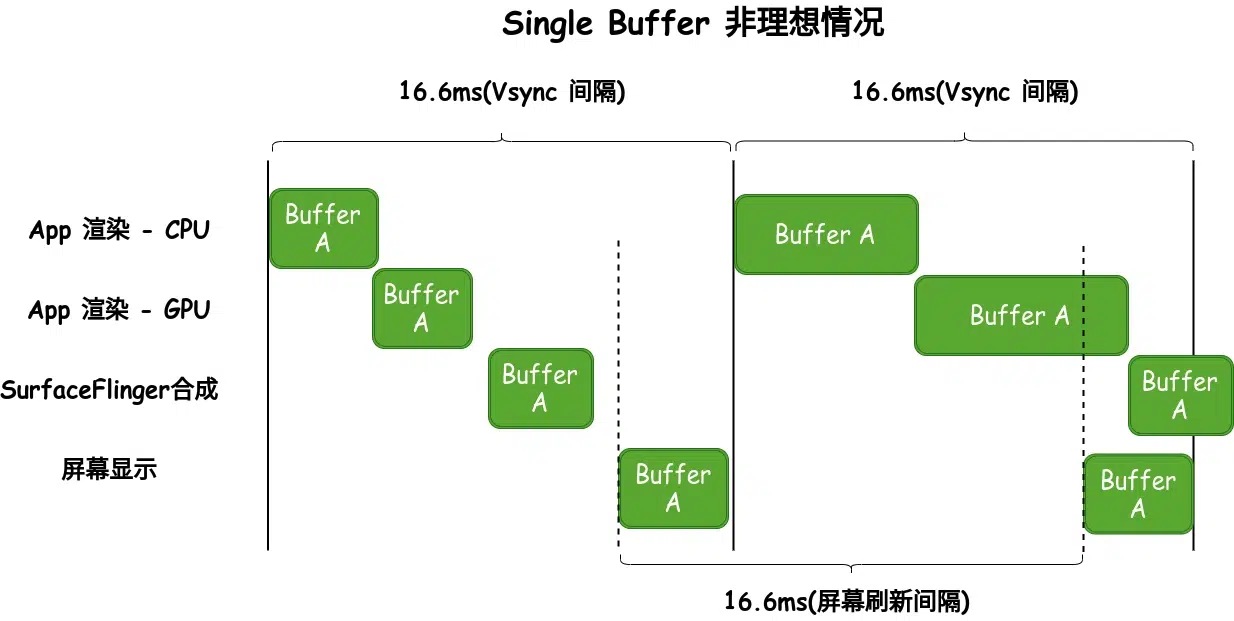 Single Buffer 非理想情况
16.6ms(Vsync 间隔)
16.6ms(Vsync 间隔)
App 渲染 - CPU
Buffer
A
Buffer A
App 渲染 - GPU
Buffer
A
Buffer A
SurfaceFlinger合成
Buffer
A
Buffer
A
屏幕显示
Buffer
A
Buffer
A
16.6ms(屏幕刷新间隔)